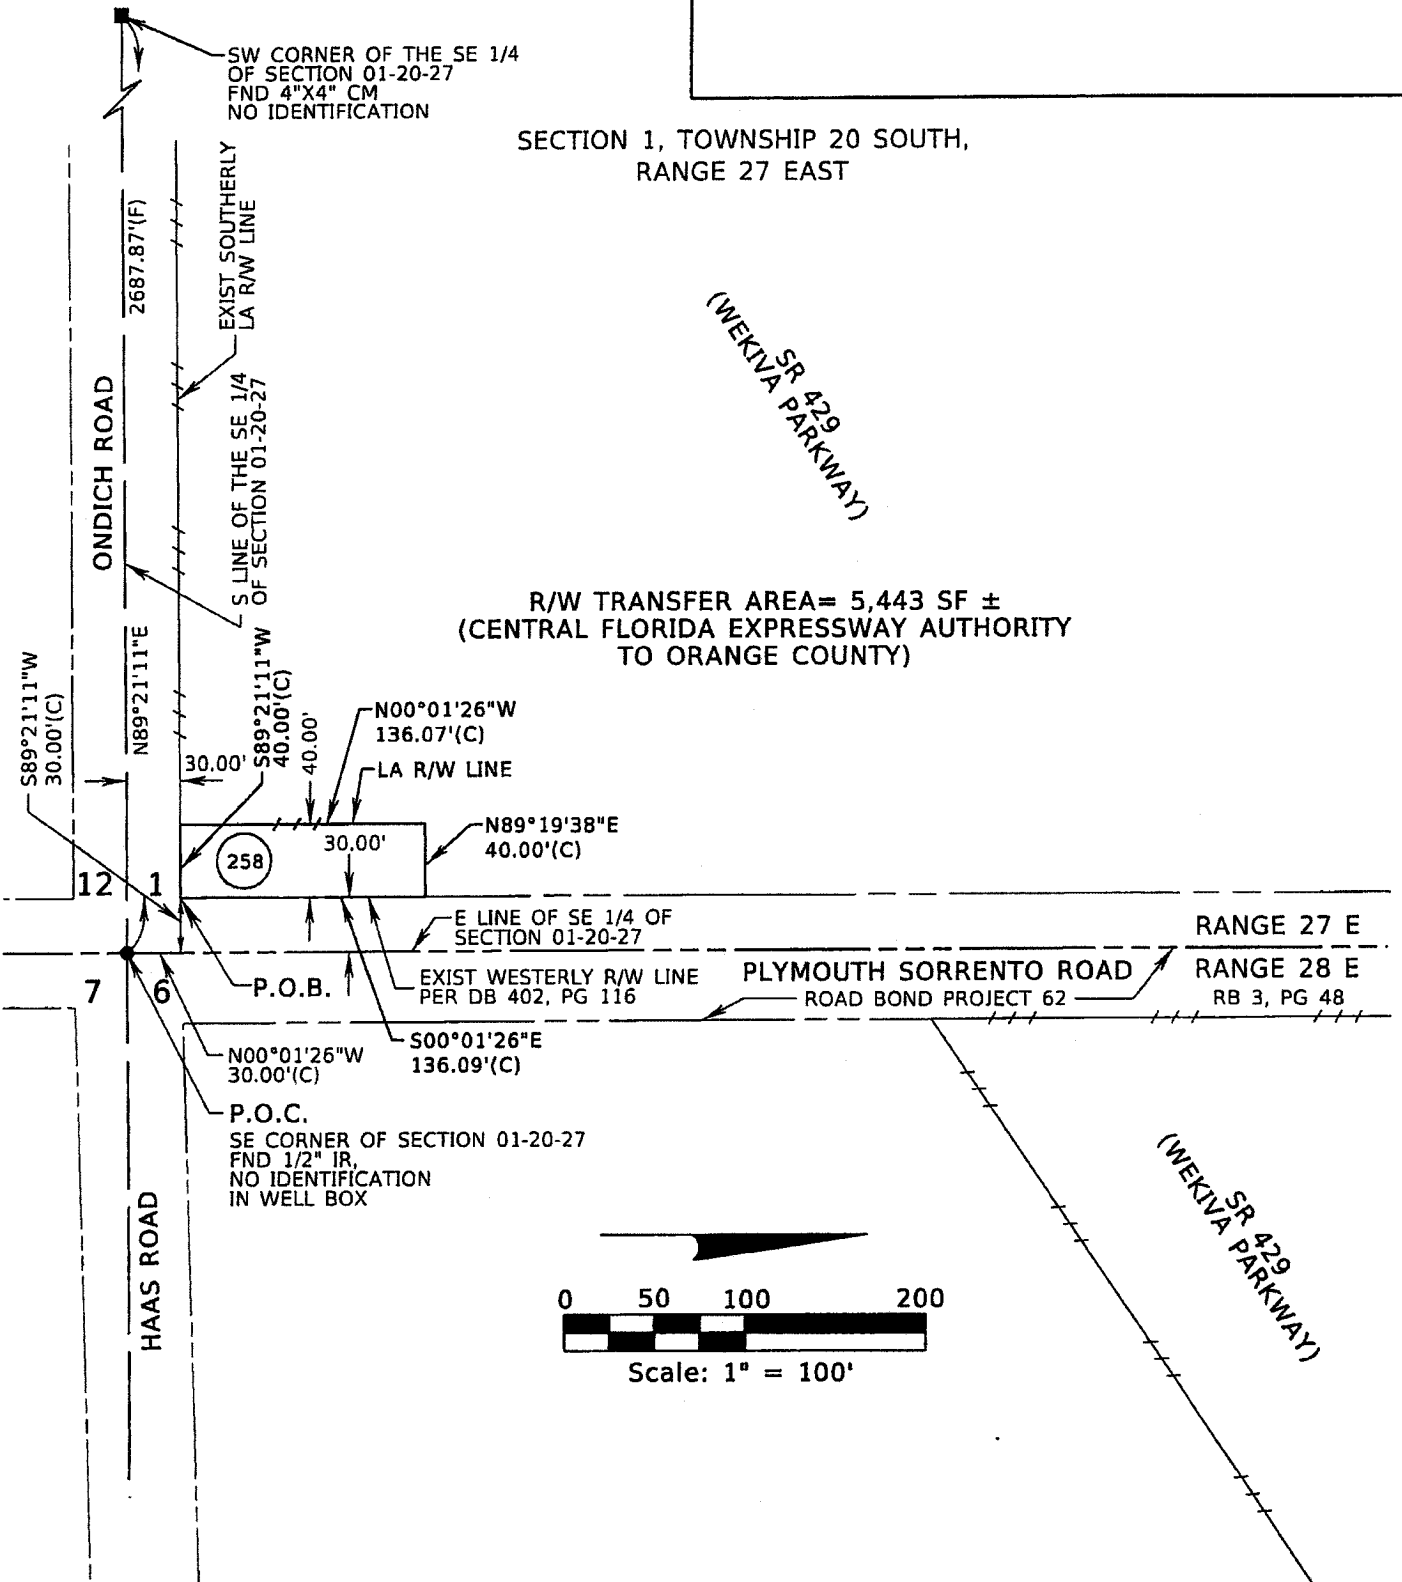 SW CORNER OF THE SE 1/4
OF SECTION 01-20-27
FND 4"X4" CM
NO IDENTIFICATION
SECTION 1, TOWNSHIP 20 SOUTH,
RANGE 27 EAST
2687.87'(F)
EXIST SOUTHERLY
LA R/W LINE
(WEKIVA PARKWAY)
SR 429
ONDICH ROAD
S LINE OF THE SE 1/4
OF SECTION 01-20-27
R/W TRANSFER AREA= 5,443 SF ±
(CENTRAL FLORIDA EXPRESSWAY AUTHORITY
TO ORANGE COUNTY)
S89°21'11"W
30.00'(C)
N89°21'11"E
S89°21'11"W
40.00'(C)
30.00'
40.00'
N00°01'26"W
136.07'(C)
LA R/W LINE
N89°19'38"E
40.00'(C)
30.00'
258
12
1
7
6
E LINE OF SE 1/4 OF
SECTION 01-20-27
RANGE 27 E
P.O.B.
EXIST WESTERLY R/W LINE
PER DB 402, PG 116
PLYMOUTH SORRENTO ROAD
ROAD BOND PROJECT 62
RANGE 28 E
RB 3, PG 48
N00°01'26"W
30.00'(C)
S00°01'26"E
136.09'(C)
P.O.C.
SE CORNER OF SECTION 01-20-27
FND 1/2" IR,
NO IDENTIFICATION
IN WELL BOX
HAAS ROAD
SR 429
(WEKIVA PARKWAY)
0 50 100 200
Scale: 1" = 100'